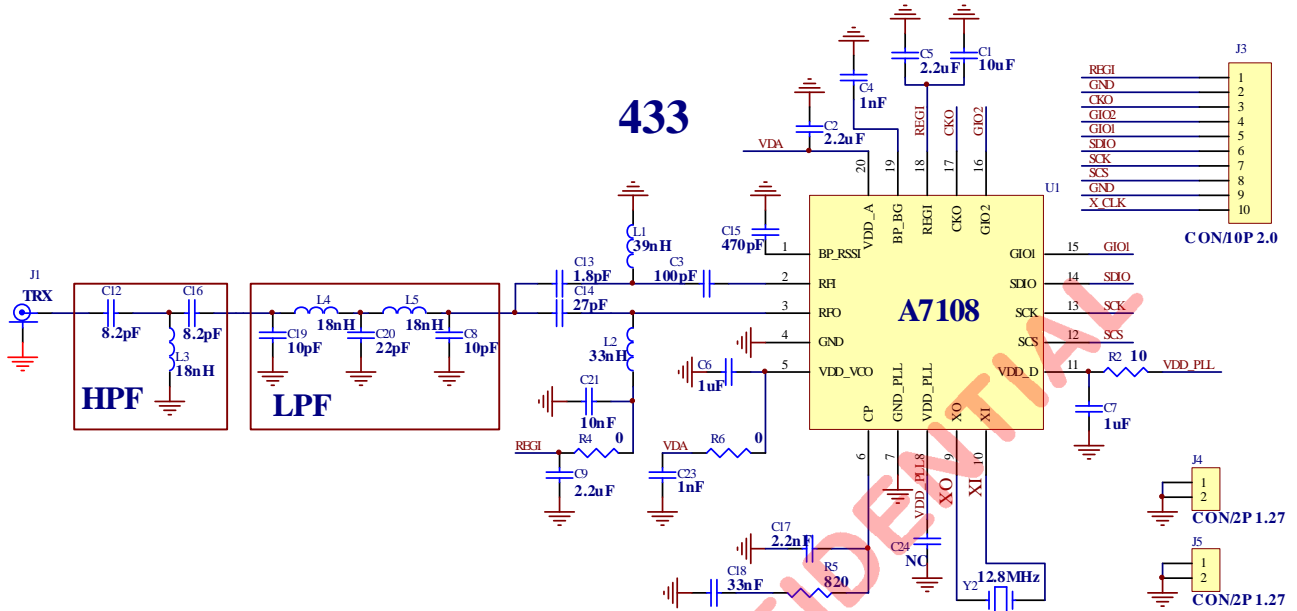 433
C5
2.2uF
C1
10uF
C4
1nF
C2
2.2uF
VDA
REGI
CKO
GIO2
20
19
18
17
16
U1
VDD_A
BP_BG
REGI
CKO
GIO2
J3
REGI
1
GND
2
CKO
3
GIO2
4
GIO1
5
SDIO
6
SCK
7
SCS
8
GND
9
X_CLK
10
CON/10P 2.0
C15
470pF
1
BP_RSSI
GIO1
15
GIO1
L1
39nH
C13
1.8pF
C3
100pF
2
RFI
SDIO
14
SDIO
C14
27pF
3
RFO
A7108
SCK
13
SCK
4
GND
SCS
12
SCS
5
VDD_VCO
VDD_D
11
R2
10
VDD_PLL
C7
1uF
J1
TRX
C12
8.2pF
C16
8.2pF
L3
18nH
HPF
L4
18nH
L5
18nH
C19
10pF
C20
22pF
C8
10pF
LPF
L2
33nH
C6
1uF
C21
10nF
REGI
R4
0
VDA
R6
0
C9
2.2uF
C23
1nF
CP
GND_PLL
VDD_PLL
XO
XI
6
7
VDD_PLL
8
9
10
XO
XI
C17
2.2nF
C24
NC
C18
33nF
R5
820
Y2
12.8MHz
J4
1
2
CON/2P 1.27
J5
1
2
CON/2P 1.27